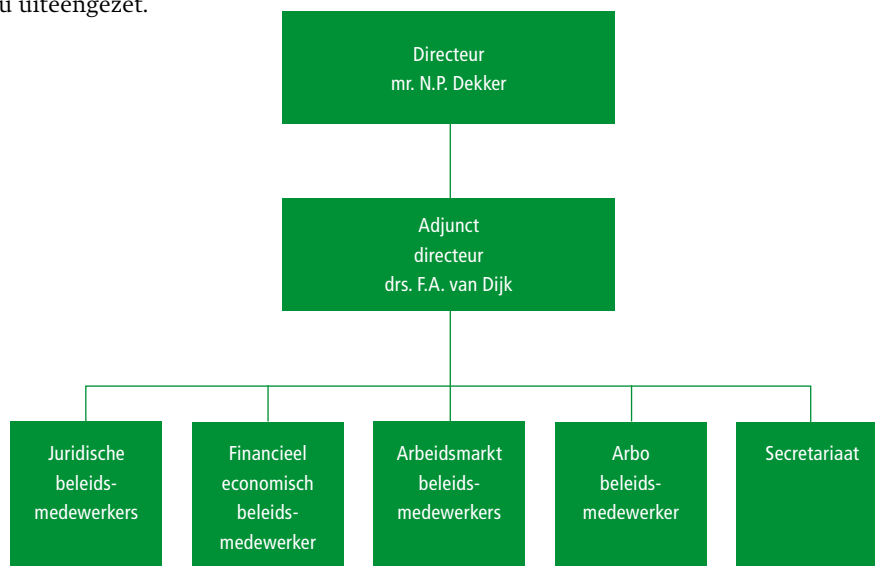 u uiteengezet.
Directeur
mr. N.P. Dekker
Adjunct
directeur
drs. F.A. van Dijk
Juridische
beleids-
medewerkers
Financieel
economisch
beleids-
medewerker
Arbeidsmarkt
beleids-
medewerkers
Arbo
beleids-
medewerker
Secretariaat